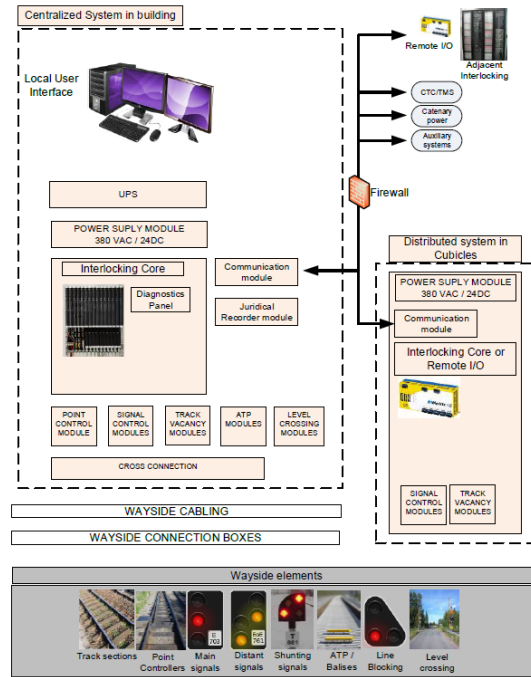 Centralized System in building
Local User
Interface
UPS
POWER SUPLY MODULE
380 VAC / 24DC
Interlocking Core
Diagnostics
Panel
Communication
module
Juridical
Recorder module
POINT
CONTROL
MODULE
SIGNAL
CONTROL
MODULES
TRACK
VACANCY
MODULES
ATP
MODULES
LEVEL
CROSSING
MODULES
CROSS CONNECTION
Remote I/O
Adjacent
Interlocking
CTC/TMS
Catenary
power
Auxiliary
systems
Firewall
Distributed system in
Cubicles
POWER SUPLY MODULE
380 VAC / 24DC
Communication
module
Interlocking Core or
Remote I/O
SIGNAL
CONTROL
MODULES
TRACK
VACANCY
MODULES
WAYSIDE CABLING
WAYSIDE CONNECTION BOXES
Wayside elements
E
703
EoE
761
T
Track sections
Point
Controllers
Main
signals
Distant
signals
Shunting
signals
ATP /
Balises
Line
Blocking
Level
crossing